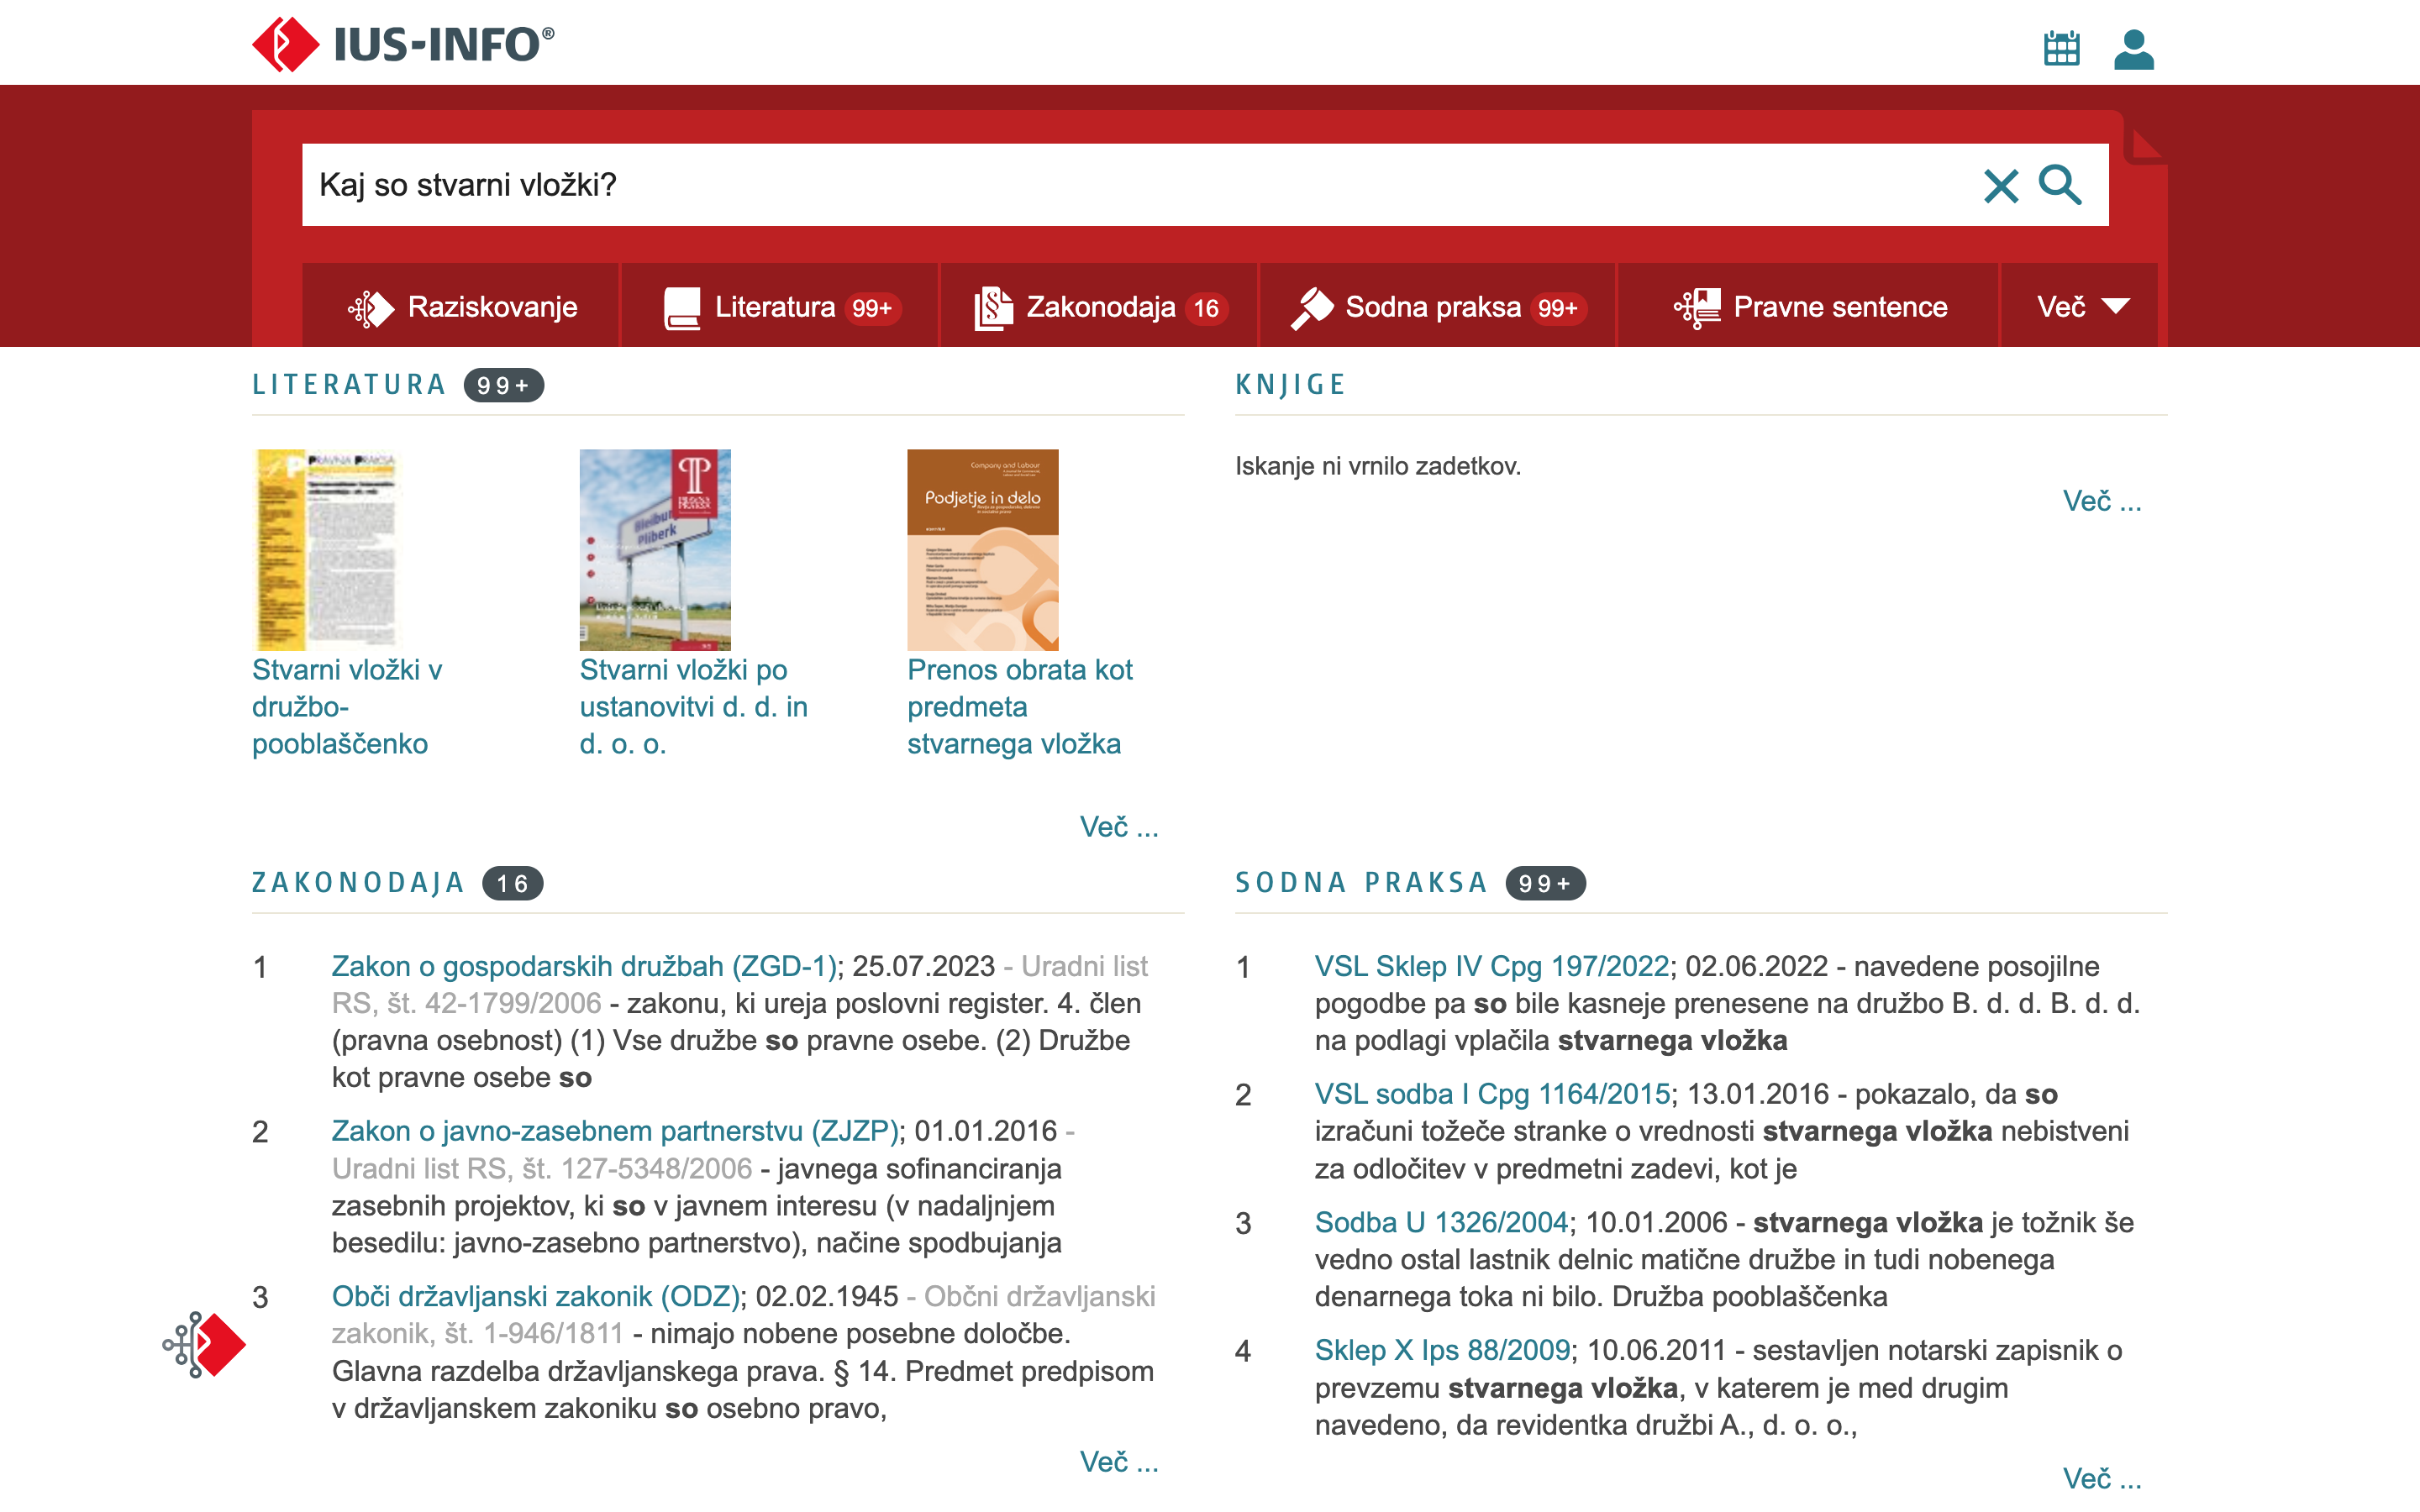 IUS-INFO®
Kaj so stvarni vložki?
Raziskovanje
Literatura 99+
Zakonodaja 16
Sodna praksa 99+
Pravne sentence
Več
LITERATURA 99+
PRAVNA PRAKSA
Stvarni vložki v
družbo-
pooblaščenko
PRAVNA
PRAKSA
Bleiburg
Pliberk
Stvarni vložki po
ustanovitvi d. d. in
d. o. o.
Company and Labour
Podjetje in delo
Prenos obrata kot
predmeta
stvarnega vložka
Več ...
KNJIGE
Iskanje ni vrnilo zadetkov.
Več ...
ZAKONODAJA 16
1 Zakon o gospodarskih družbah (ZGD-1); 25.07.2023 - Uradni list
RS, št. 42-1799/2006 - zakonu, ki ureja poslovni register. 4. člen
(pravna osebnost) (1) Vse družbe so pravne osebe. (2) Družbe
kot pravne osebe so
2 Zakon o javno-zasebnem partnerstvu (ZJZP); 01.01.2016 -
Uradni list RS, št. 127-5348/2006 - javnega sofinanciranja
zasebnih projektov, ki so v javnem interesu (v nadaljnjem
besedilu: javno-zasebno partnerstvo), načine spodbujanja
3 Obči državljanski zakonik (ODZ); 02.02.1945 - Občni državljanski
zakonik, št. 1-946/1811 - nimajo nobene posebne določbe.
Glavna razdelba državljanskega prava. § 14. Predmet predpisom
v državljanskem zakoniku so osebno pravo,
Več ...
SODNA PRAKSA 99+
1 VSL Sklep IV Cpg 197/2022; 02.06.2022 - navedene posojilne
pogodbe pa so bile kasneje prenesene na družbo B. d. d. B. d. d.
na podlagi vplačila stvarnega vložka
2 VSL sodba I Cpg 1164/2015; 13.01.2016 - pokazalo, da so
izračuni tožeče stranke o vrednosti stvarnega vložka nebistveni
za odločitev v predmetni zadevi, kot je
3 Sodba U 1326/2004; 10.01.2006 - stvarnega vložka je tožnik še
vedno ostal lastnik delnic matične družbe in tudi nobenega
denarnega toka ni bilo. Družba pooblaščenka
4 Sklep X Ips 88/2009; 10.06.2011 - sestavljen notarski zapisnik o
prevzemu stvarnega vložka, v katerem je med drugim
navedeno, da revidentka družbi A., d. o. o.,
Več ...